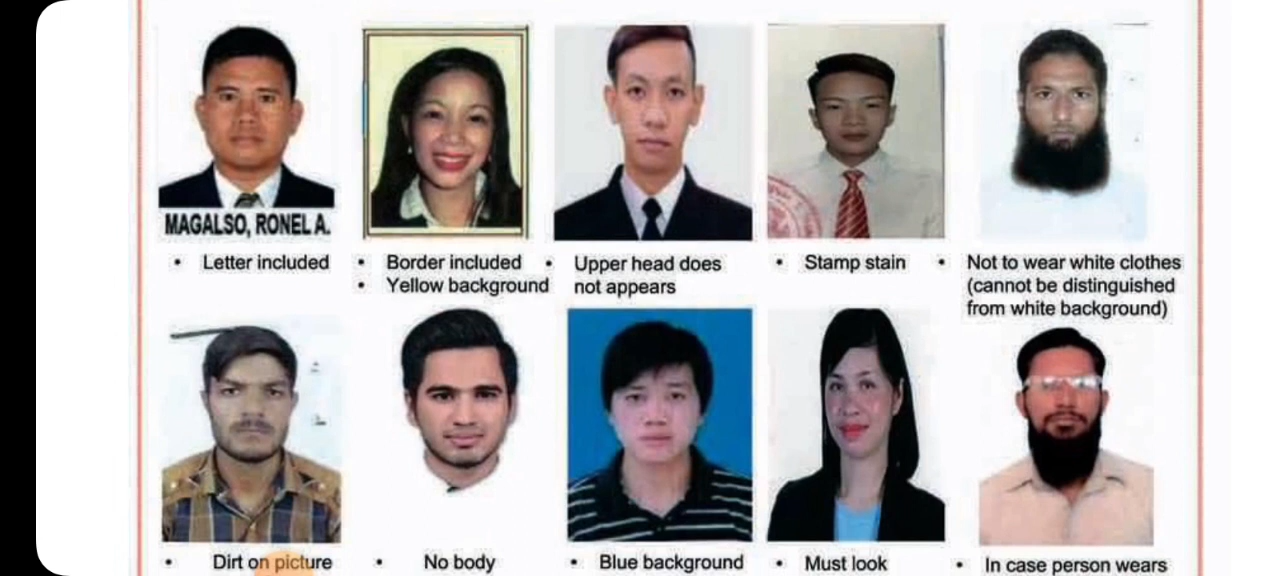 MAGALSO, RONEL A.
• Letter included
• Border included
• Yellow background
• Upper head does
not appears
• Stamp stain
• Not to wear white clothes
(cannot be distinguished
from white background)
• Dirt on picture
• No body
• Blue background
• Must look
• In case person wears